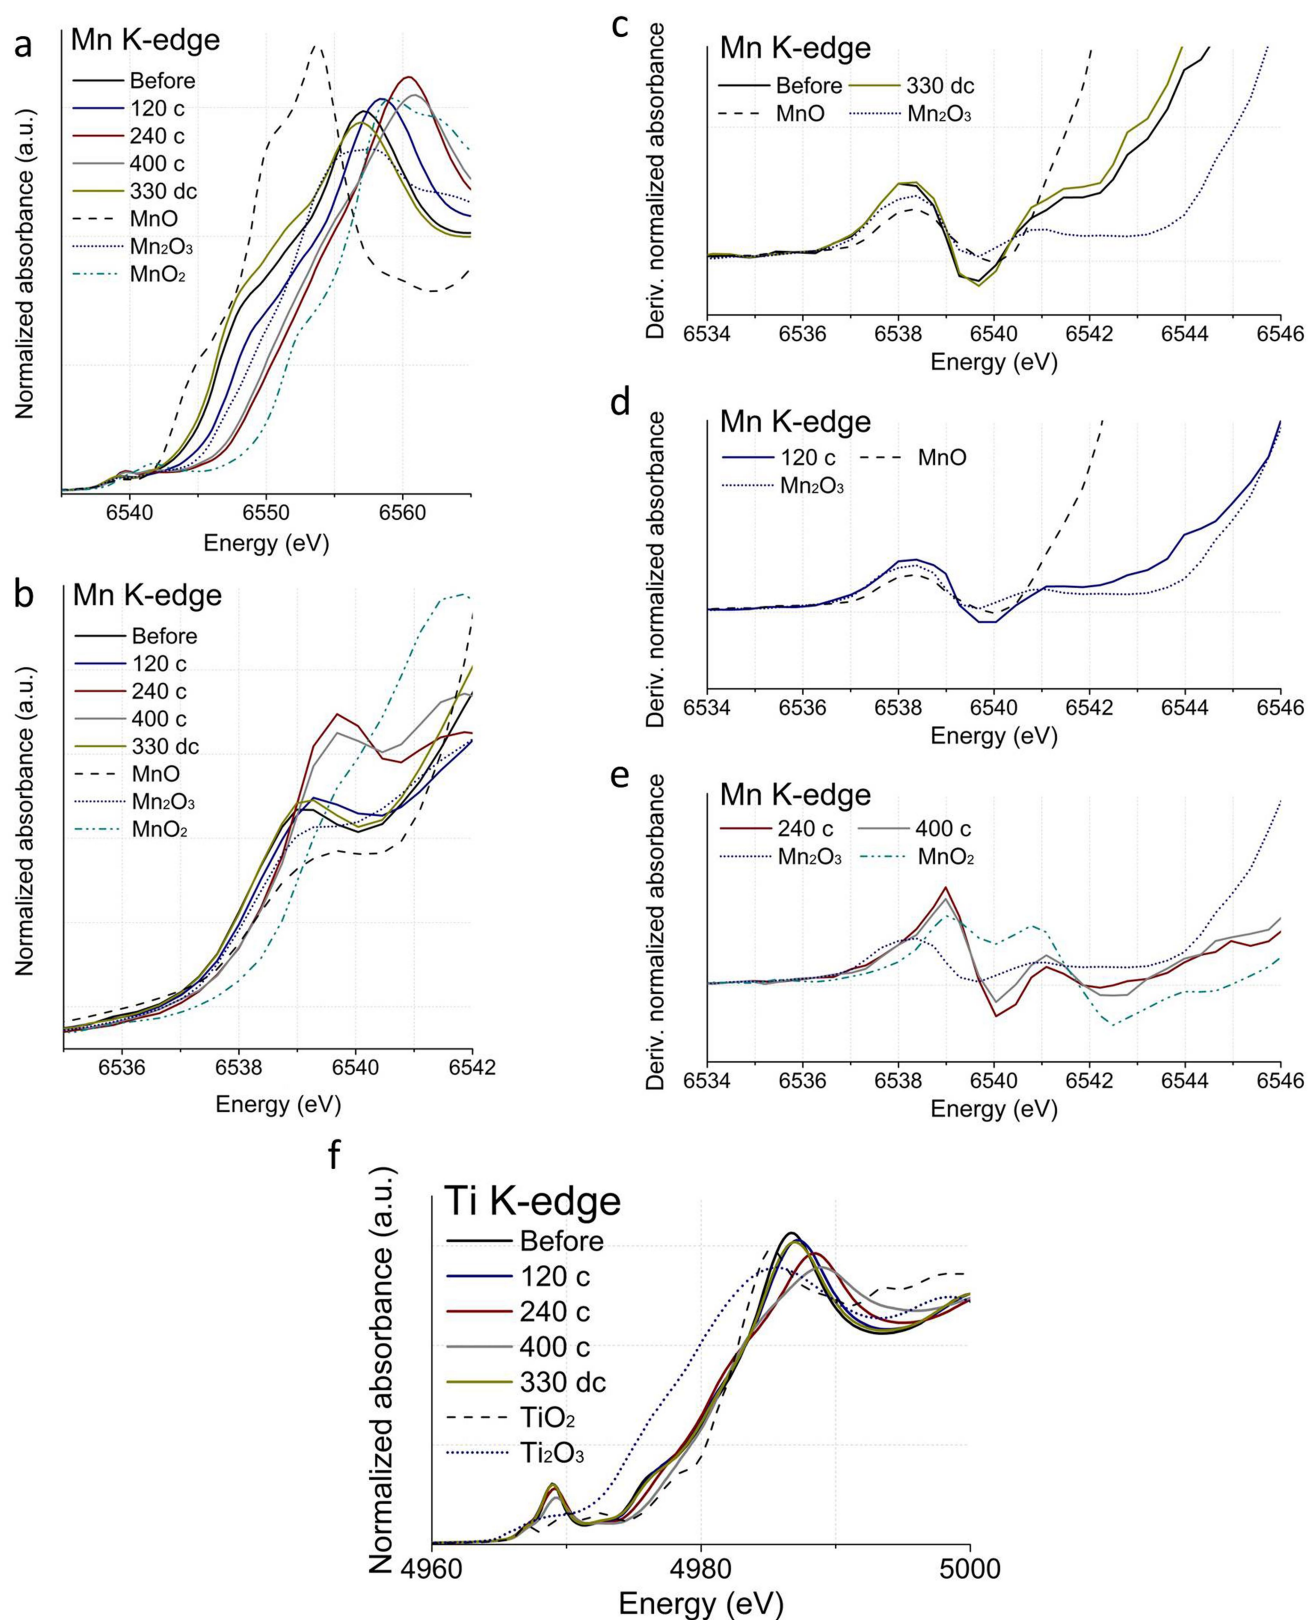 a
Mn K-edge
Before
120 c
240 c
400 c
330 dc
MnO
Mn₂O₃
MnO₂
Normalized absorbance (a.u.)
6540 6550 6560
Energy (eV)
b
Mn K-edge
Before
120 c
240 c
400 c
330 dc
MnO
Mn₂O₃
MnO₂
Normalized absorbance (a.u.)
6536 6538 6540 6542
Energy (eV)
c
Mn K-edge
Before 330 dc
MnO Mn₂O₃
Deriv. normalized absorbance
6534 6536 6538 6540 6542 6544 6546
Energy (eV)
d
Mn K-edge
120 c MnO
Mn₂O₃
Deriv. normalized absorbance
6534 6536 6538 6540 6542 6544 6546
Energy (eV)
e
Mn K-edge
240 c 400 c
Mn₂O₃ MnO₂
Deriv. normalized absorbance
6534 6536 6538 6540 6542 6544 6546
Energy (eV)
f
Ti K-edge
Before
120 c
240 c
400 c
330 dc
TiO₂
Ti₂O₃
Normalized absorbance (a.u.)
4960 4980 5000
Energy (eV)